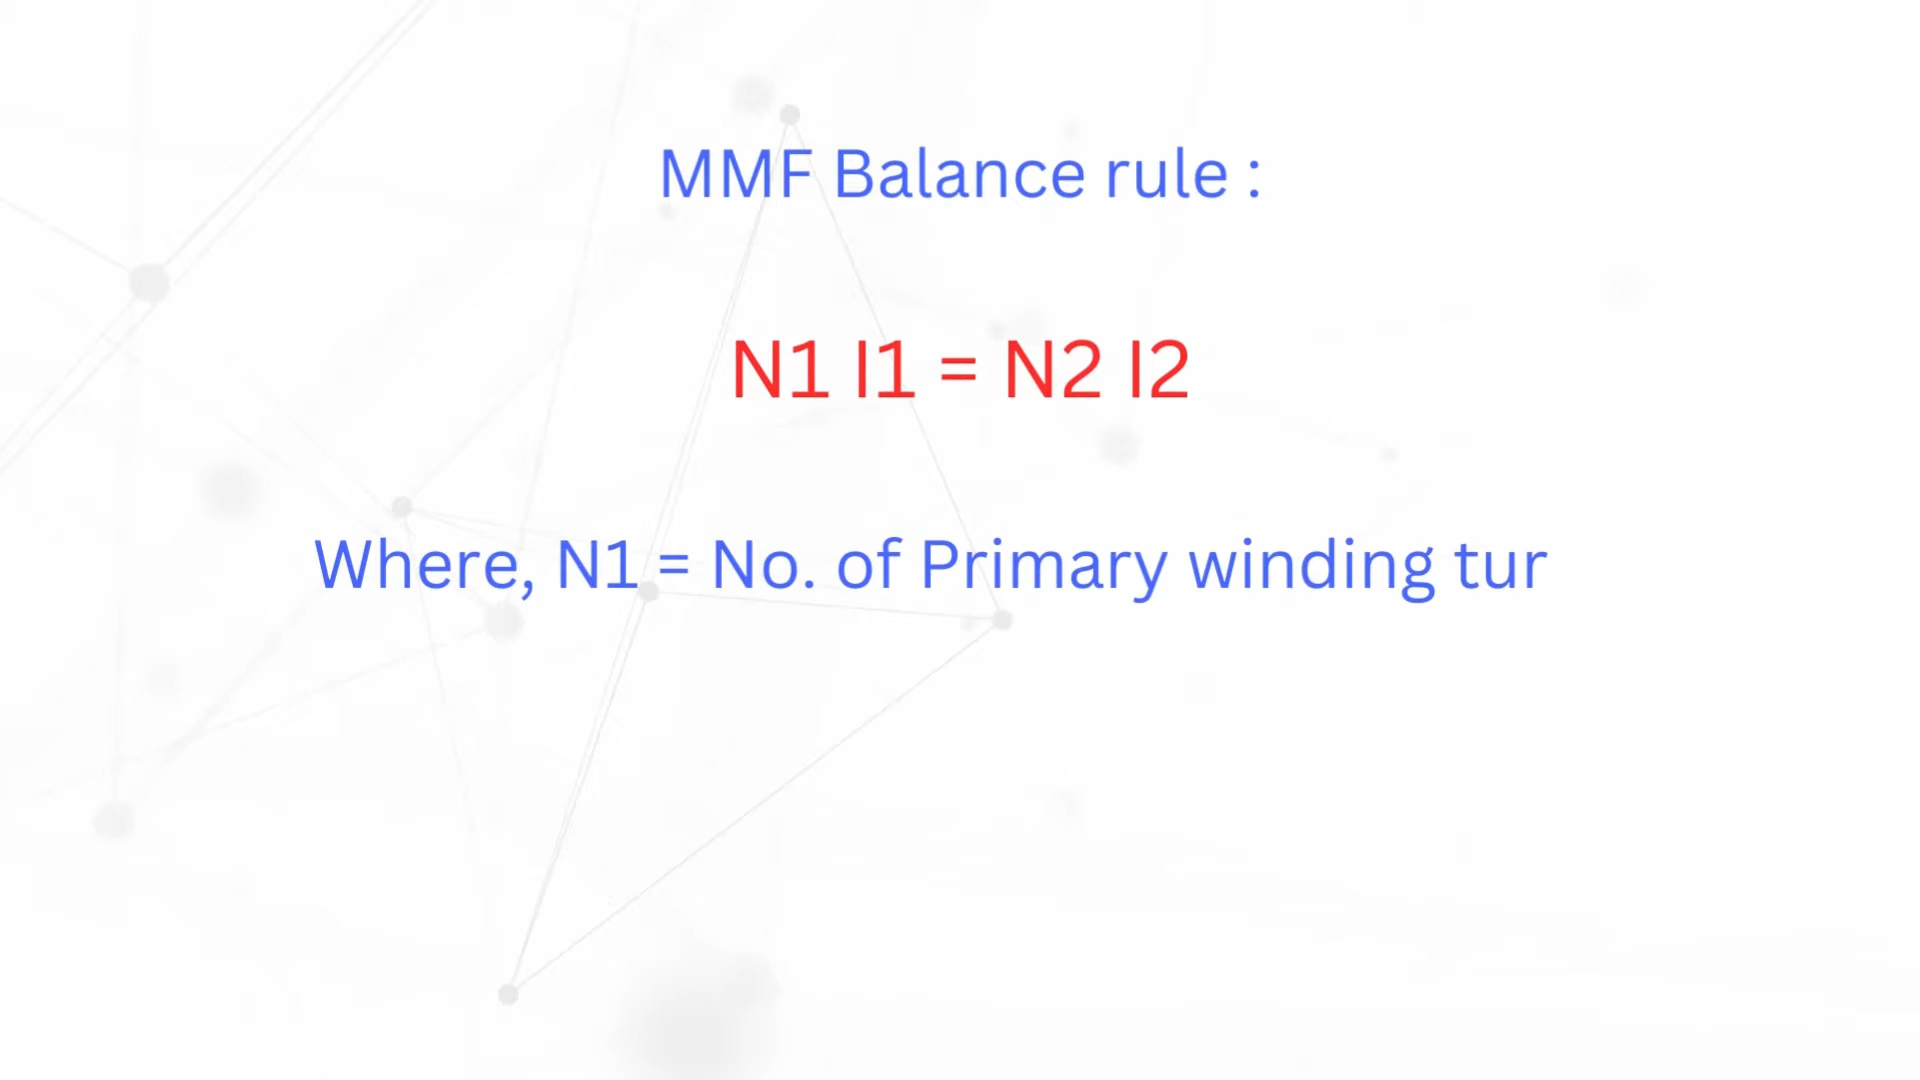 MMF Balance rule :
N1 I1 = N2 I2
Where, N1 = No. of Primary winding tur